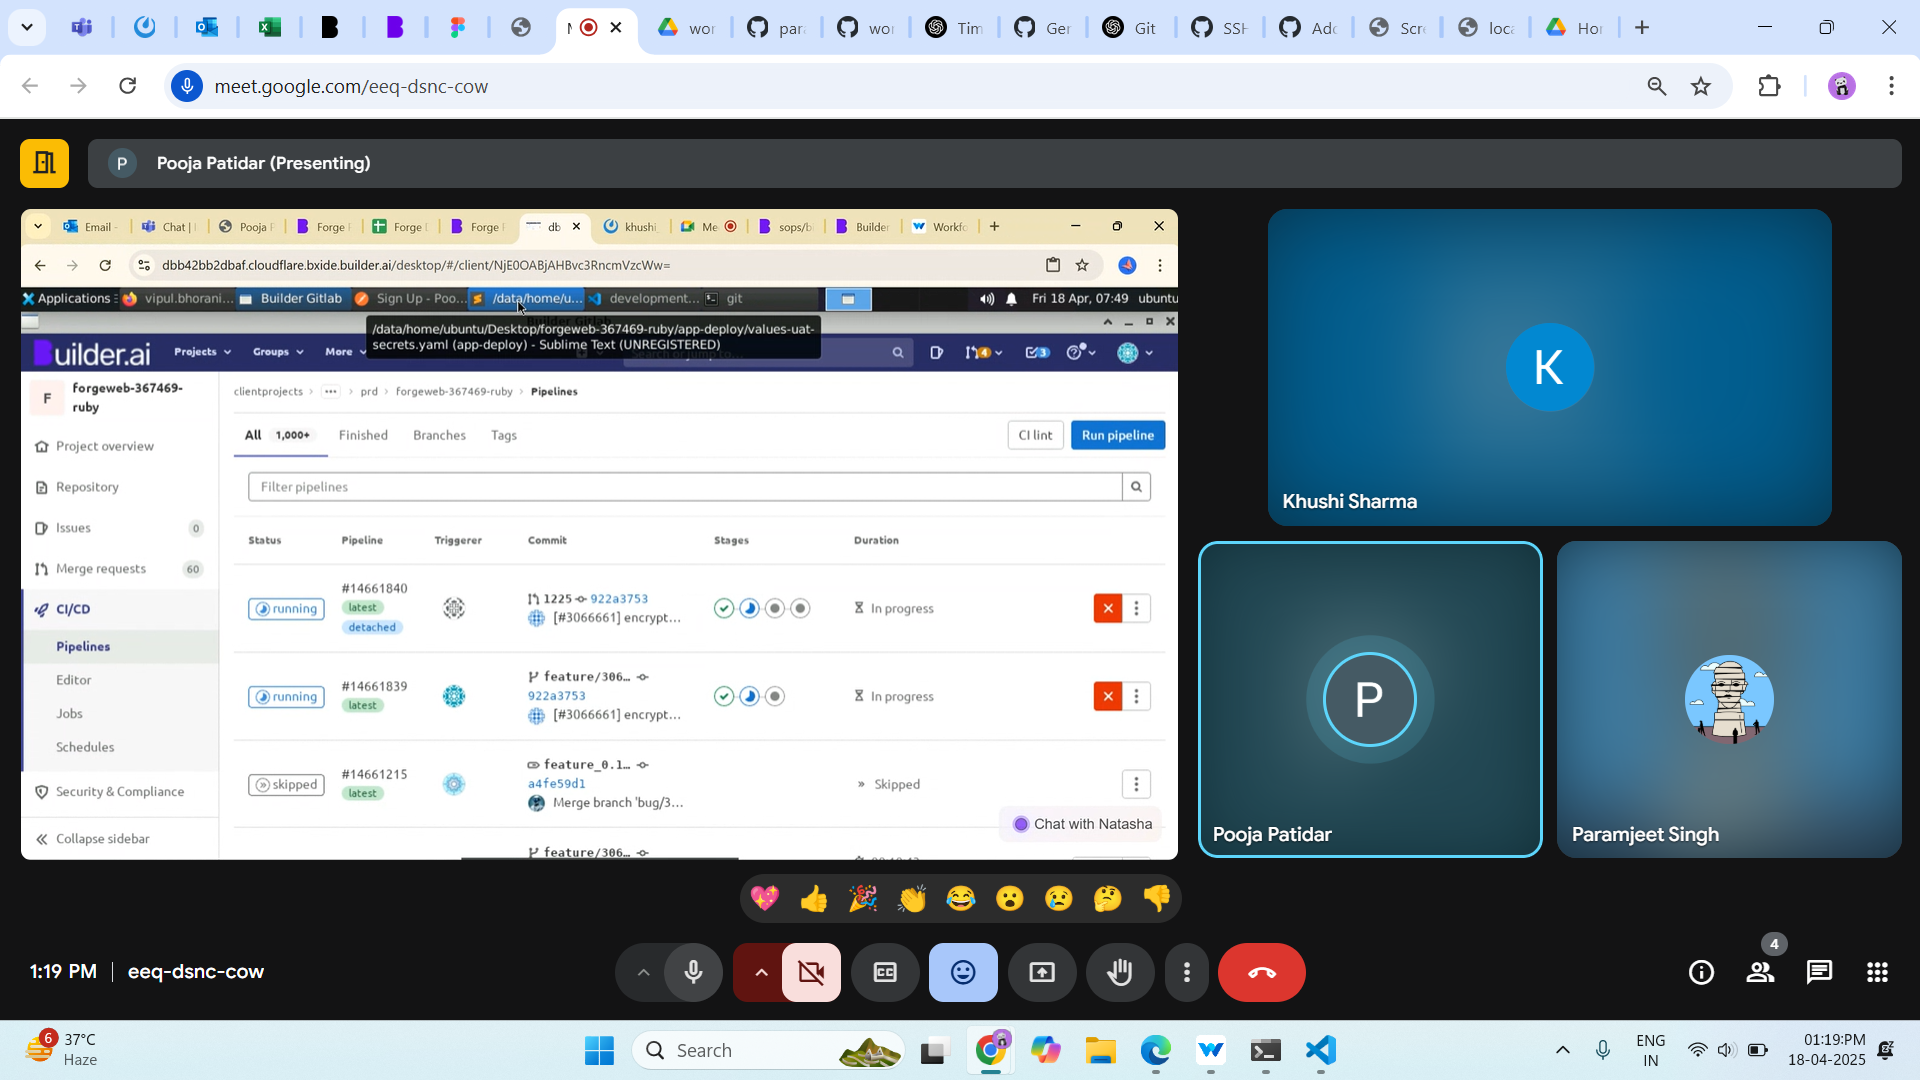 wor
par
wor
Tim
Ger
Git
SSH
Adc
Scr
loca
Hor
meet.google.com/eeq-dsnc-cow
P Pooja Patidar (Presenting)
Email
Chat |
Pooja P
Forge
Forge
Forge
db
khushi
Me
sops/b
Builder
Workfo
dbb42bb2dbaf.cloudflare.bxide.builder.ai/desktop/#/client/NjE0OABjAHBvc3RncmVzcWw=
Applications
vipul.bhorani...
Builder Gitlab
Sign Up - Poo...
/data/home/u...
development...
git
Fri 18 Apr, 07:49 ubuntu
/data/home/ubuntu/Desktop/forgeweb-367469-ruby/app-deploy/values-uat-
secrets.yaml (app-deploy) - Sublime Text (UNREGISTERED)
Builder.ai
Projects
Groups
More
4
3
F forgeweb-367469-
ruby
Project overview
Repository
Issues 0
Merge requests 60
CI/CD
Pipelines
Editor
Jobs
Schedules
Security & Compliance
Collapse sidebar
clientprojects > ... > prd > forgeweb-367469-ruby > Pipelines
All 1,000+ Finished Branches Tags
CI lint
Run pipeline
Filter pipelines
Status Pipeline Triggerer Commit Stages Duration
running #14661840 latest detached
1225 922a3753
[#3066661] encrypt...
In progress
running #14661839 latest
feature/306...
922a3753
[#3066661] encrypt...
In progress
skipped #14661215 latest
feature_0.1...
a4fe59d1
Merge branch 'bug/3...
Skipped
feature/306...
Chat with Natasha
K
Khushi Sharma
P
Pooja Patidar
Paramjeet Singh
1:19 PM | eeq-dsnc-cow
CC
4
6
37°C
Haze
Search
ENG
IN
01:19:PM
18-04-2025